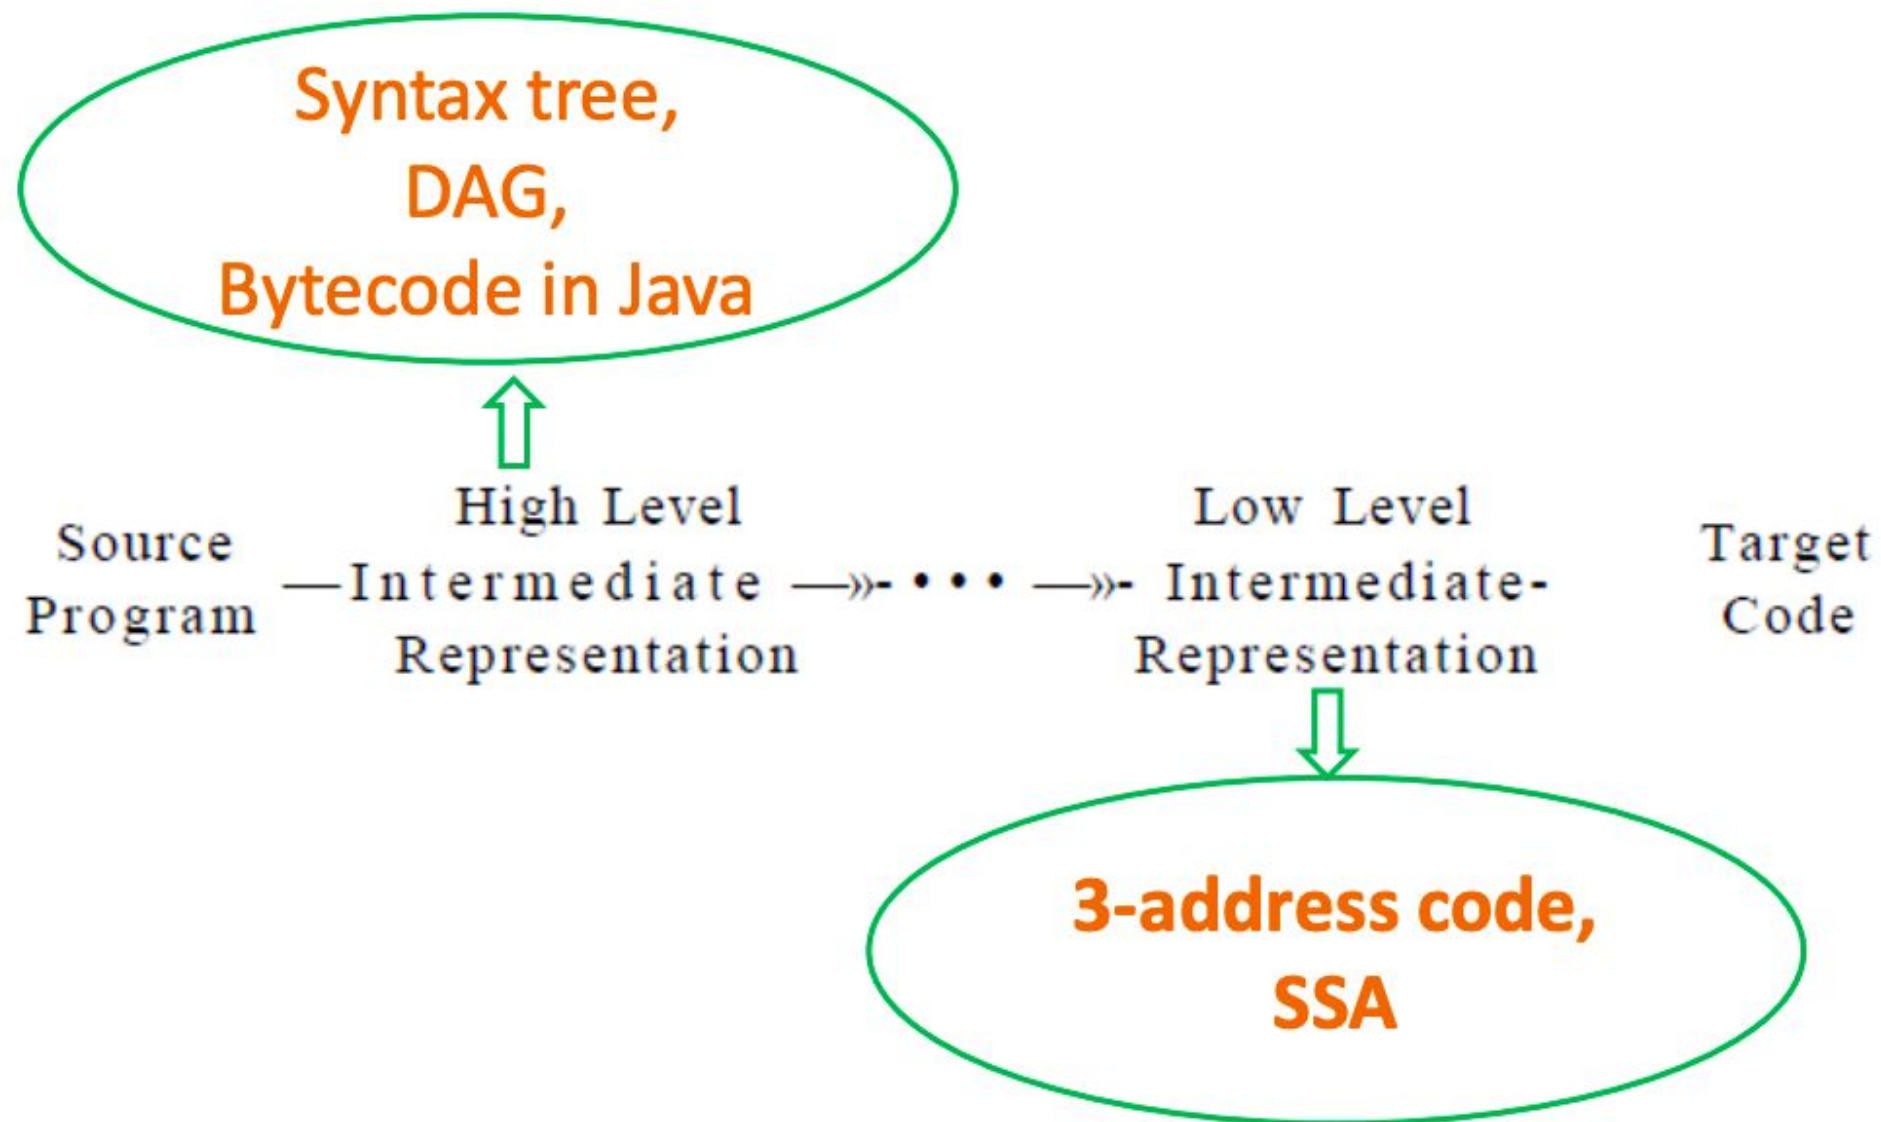 Syntax tree,
DAG,
Bytecode in Java
Source
Program
High Level
—Intermediate —»- • • • —»-
Representation
Low Level
Intermediate-
Representation
Target
Code
3-address code,
SSA